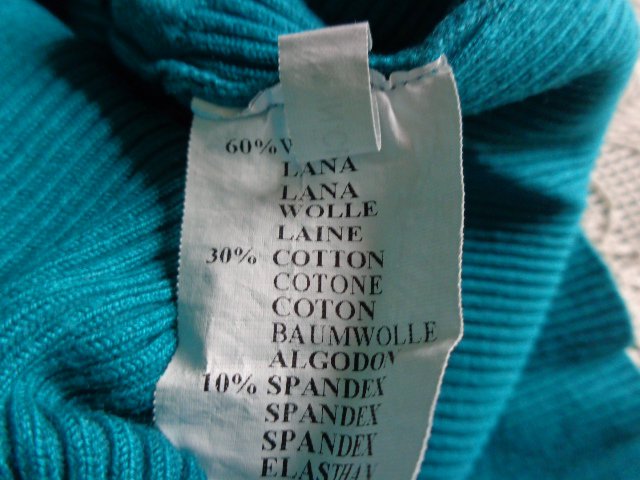 60%
LANA
LANA
WOLLE
LAINE
30% COTTON
COTONE
COTON
BAUMWOLLE
ALGODON
10% SPANDEX
SPANDEX
SPANDEX
ELASTHAN